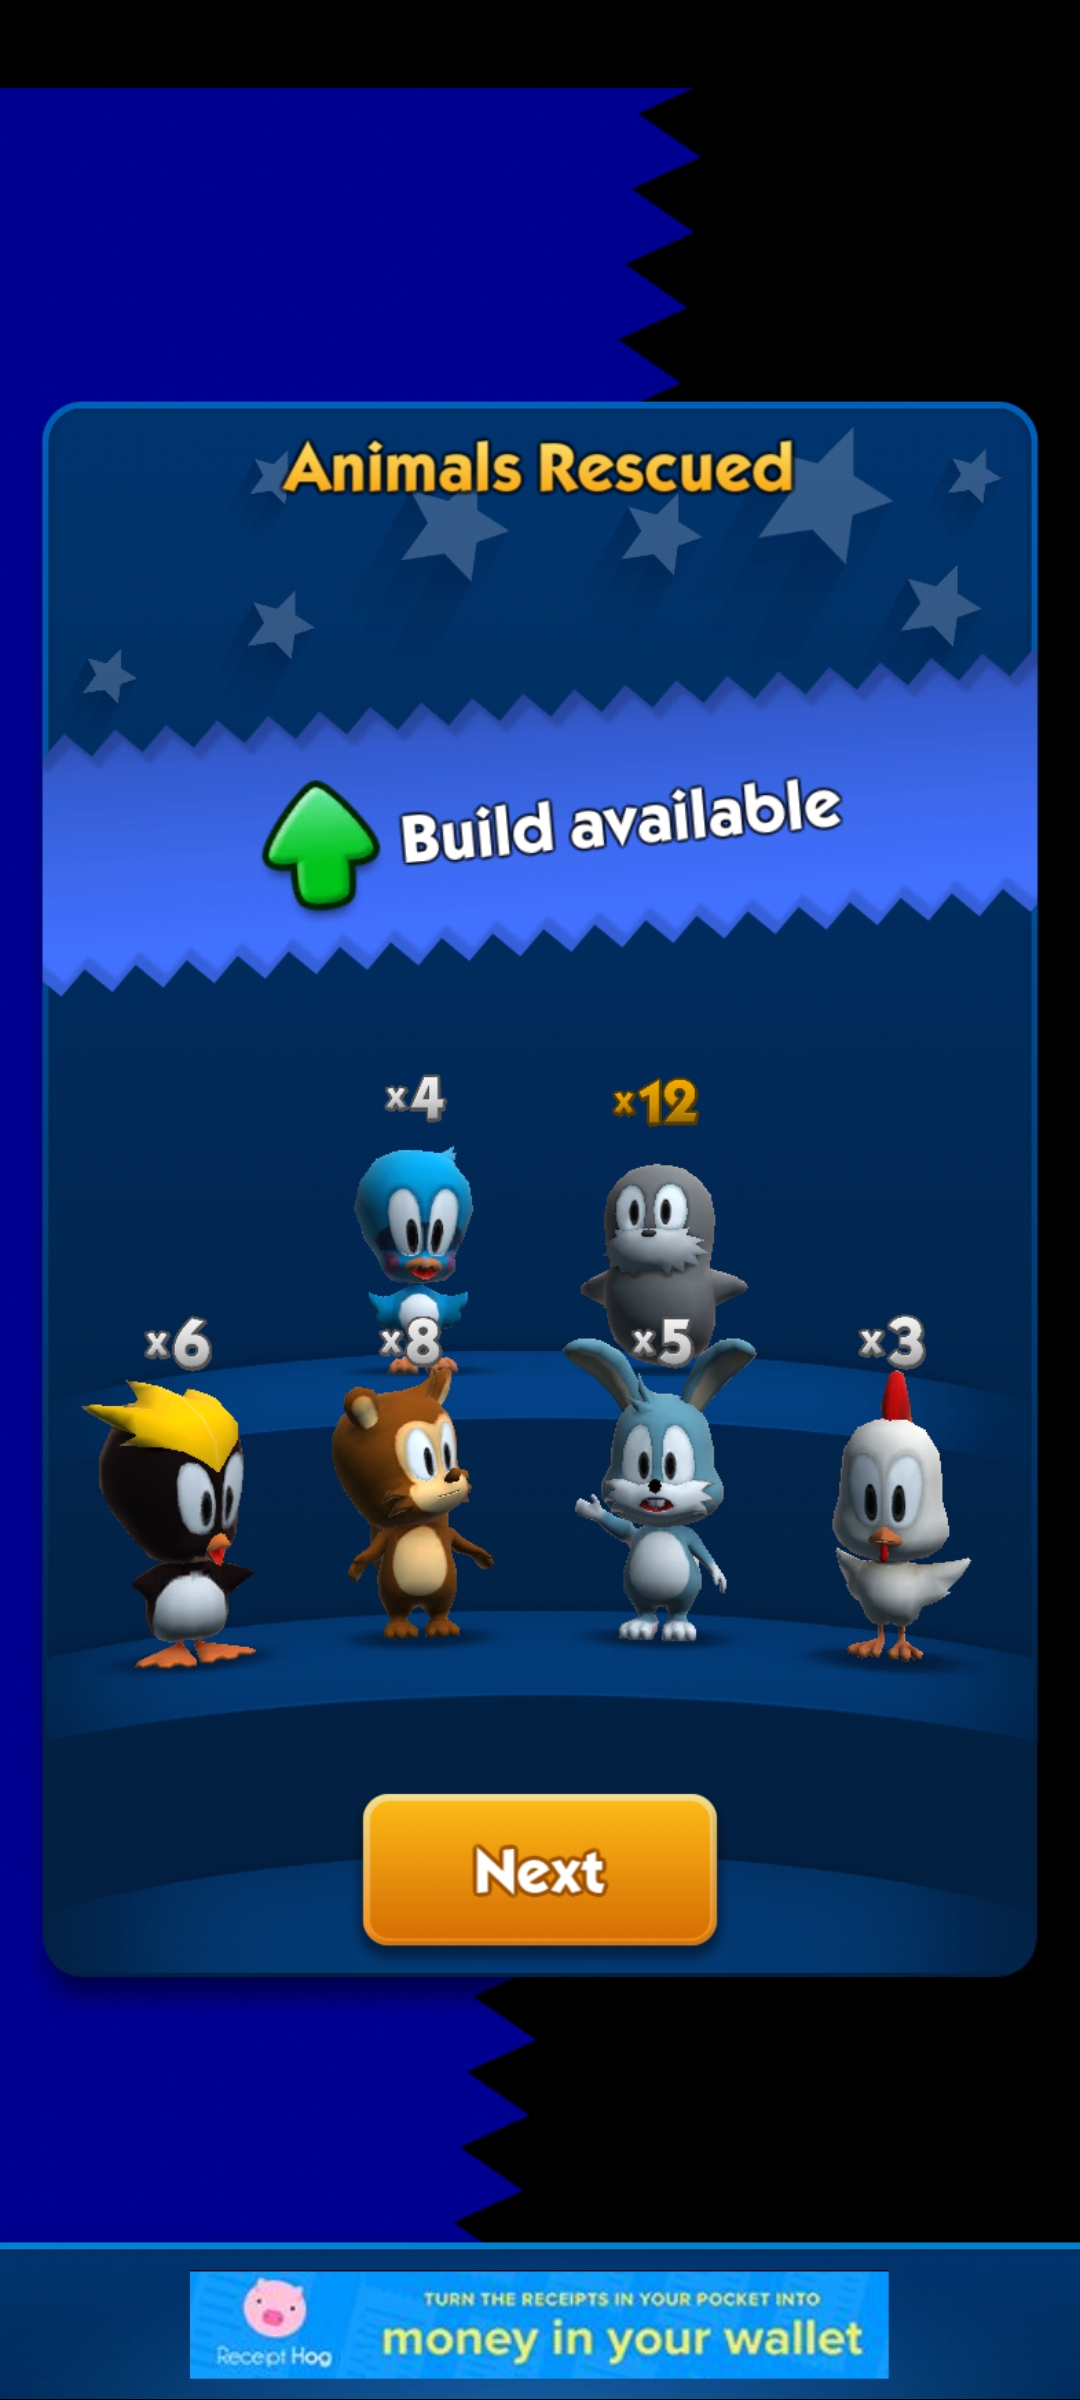 Animals Rescued
Build available
x4 x12
x6 x8 x5 x3
Next
TURN THE RECEIPTS IN YOUR POCKET INTO
money in your wallet
Receipt Hog